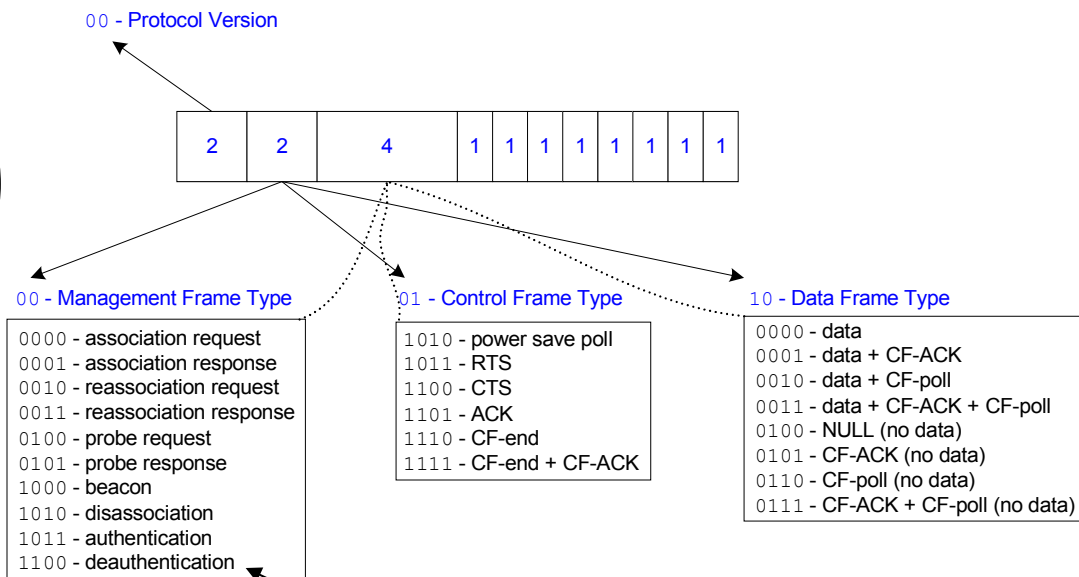 00 - Protocol Version
2 2 4 1 1 1 1 1 1 1 1
00 - Management Frame Type
0000 - association request
0001 - association response
0010 - reassociation request
0011 - reassociation response
0100 - probe request
0101 - probe response
1000 - beacon
1010 - disassociation
1011 - authentication
1100 - deauthentication
01 - Control Frame Type
1010 - power save poll
1011 - RTS
1100 - CTS
1101 - ACK
1110 - CF-end
1111 - CF-end + CF-ACK
10 - Data Frame Type
0000 - data
0001 - data + CF-ACK
0010 - data + CF-poll
0011 - data + CF-ACK + CF-poll
0100 - NULL (no data)
0101 - CF-ACK (no data)
0110 - CF-poll (no data)
0111 - CF-ACK + CF-poll (no data)